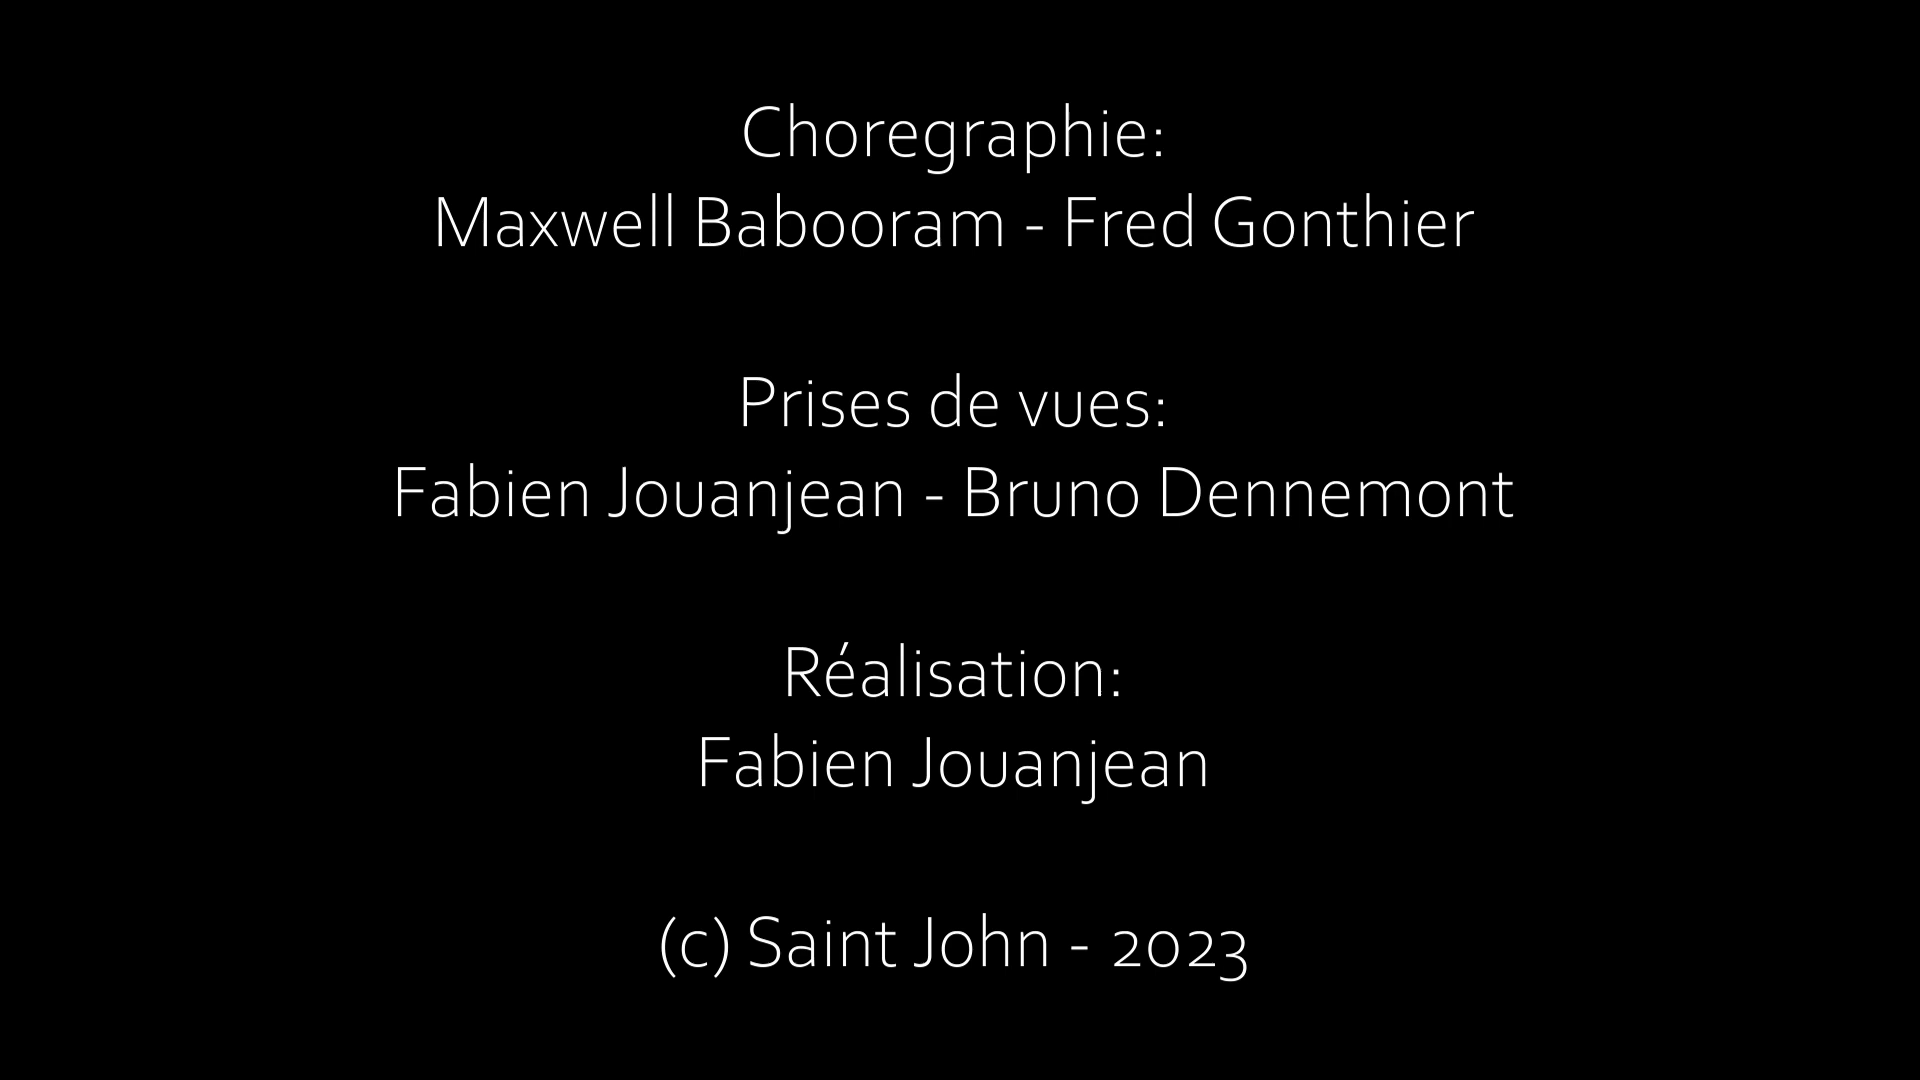 Choregraphie:
Maxwell Babooram - Fred Gonthier
Prises de vues:
Fabien Jouanjean - Bruno Dennemont
Réalisation:
Fabien Jouanjean
(c) Saint John - 2023